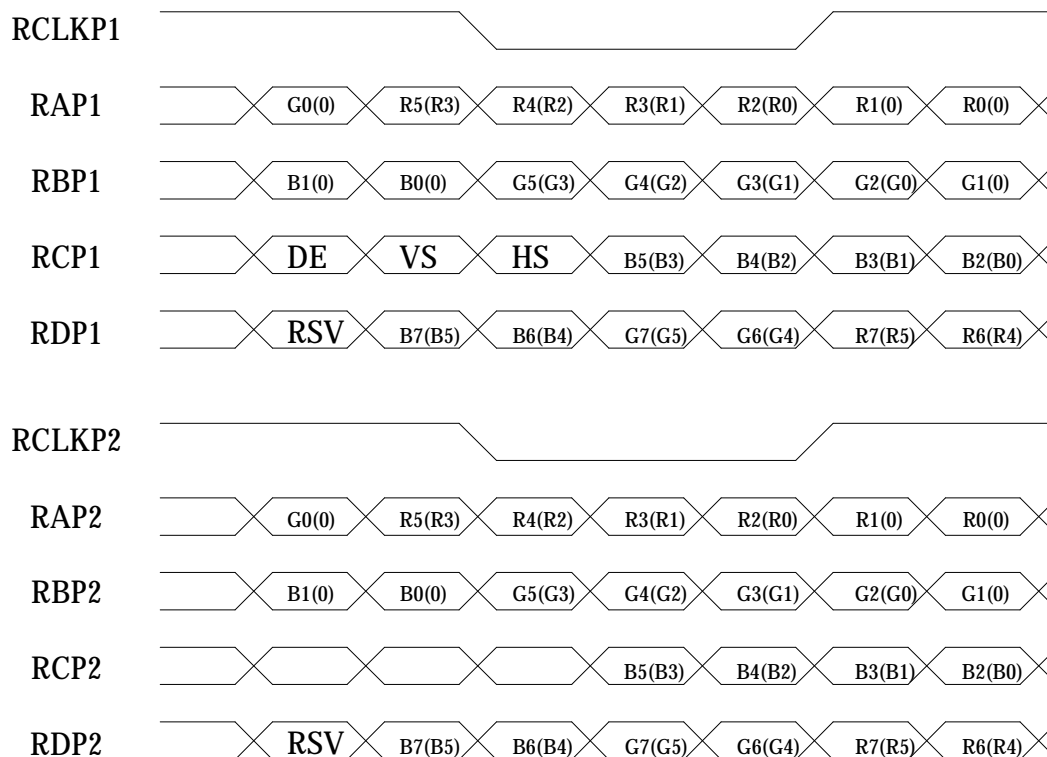 RCLKP1
RAP1 G0(0) R5(R3) R4(R2) R3(R1) R2(R0) R1(0) R0(0)
RBP1 B1(0) B0(0) G5(G3) G4(G2) G3(G1) G2(G0) G1(0)
RCP1 DE VS HS B5(B3) B4(B2) B3(B1) B2(B0)
RDP1 RSV B7(B5) B6(B4) G7(G5) G6(G4) R7(R5) R6(R4)
RCLKP2
RAP2 G0(0) R5(R3) R4(R2) R3(R1) R2(R0) R1(0) R0(0)
RBP2 B1(0) B0(0) G5(G3) G4(G2) G3(G1) G2(G0) G1(0)
RCP2 B5(B3) B4(B2) B3(B1) B2(B0)
RDP2 RSV B7(B5) B6(B4) G7(G5) G6(G4) R7(R5) R6(R4)